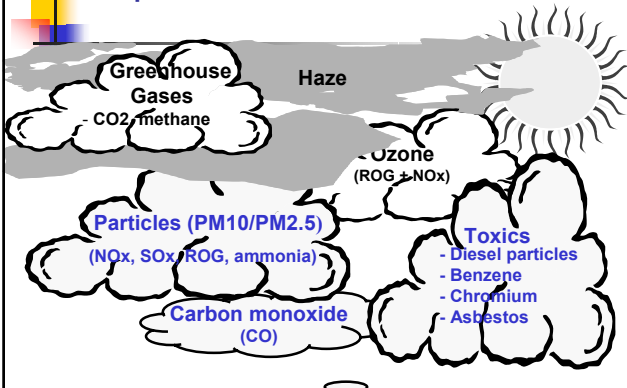 Greenhouse
Gases
- CO2, methane
Haze
- Ozone
(ROG + NOx)
Particles (PM10/PM2.5)
(NOx, SOx, ROG, ammonia)
Toxics
- Diesel particles
- Benzene
- Chromium
- Asbestos
Carbon monoxide
(CO)